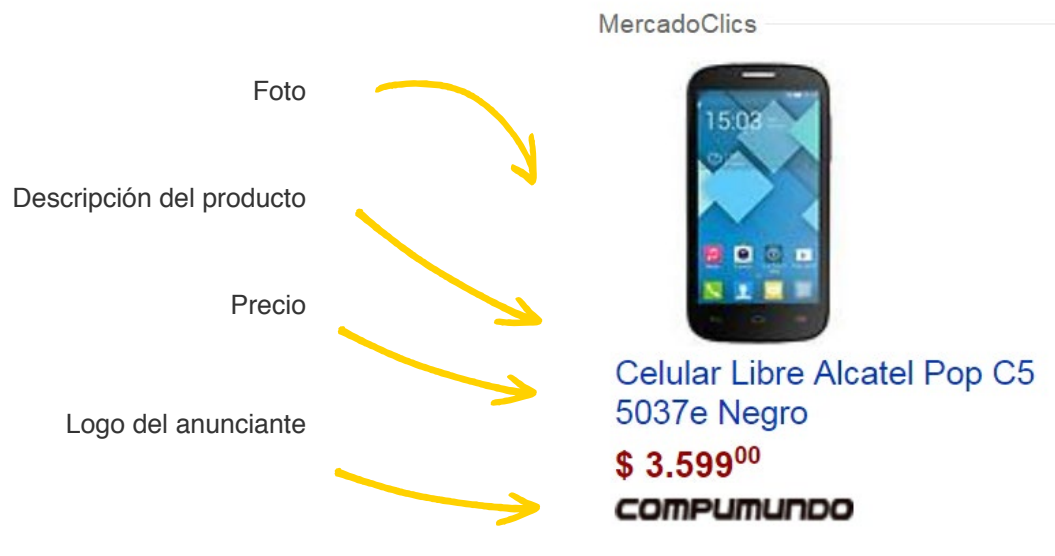 MercadoClics
Foto
Descripción del producto
Precio
Logo del anunciante
15:03
Celular Libre Alcatel Pop C5
5037e Negro
$ 3.599⁰⁰
COMPUMUNDO